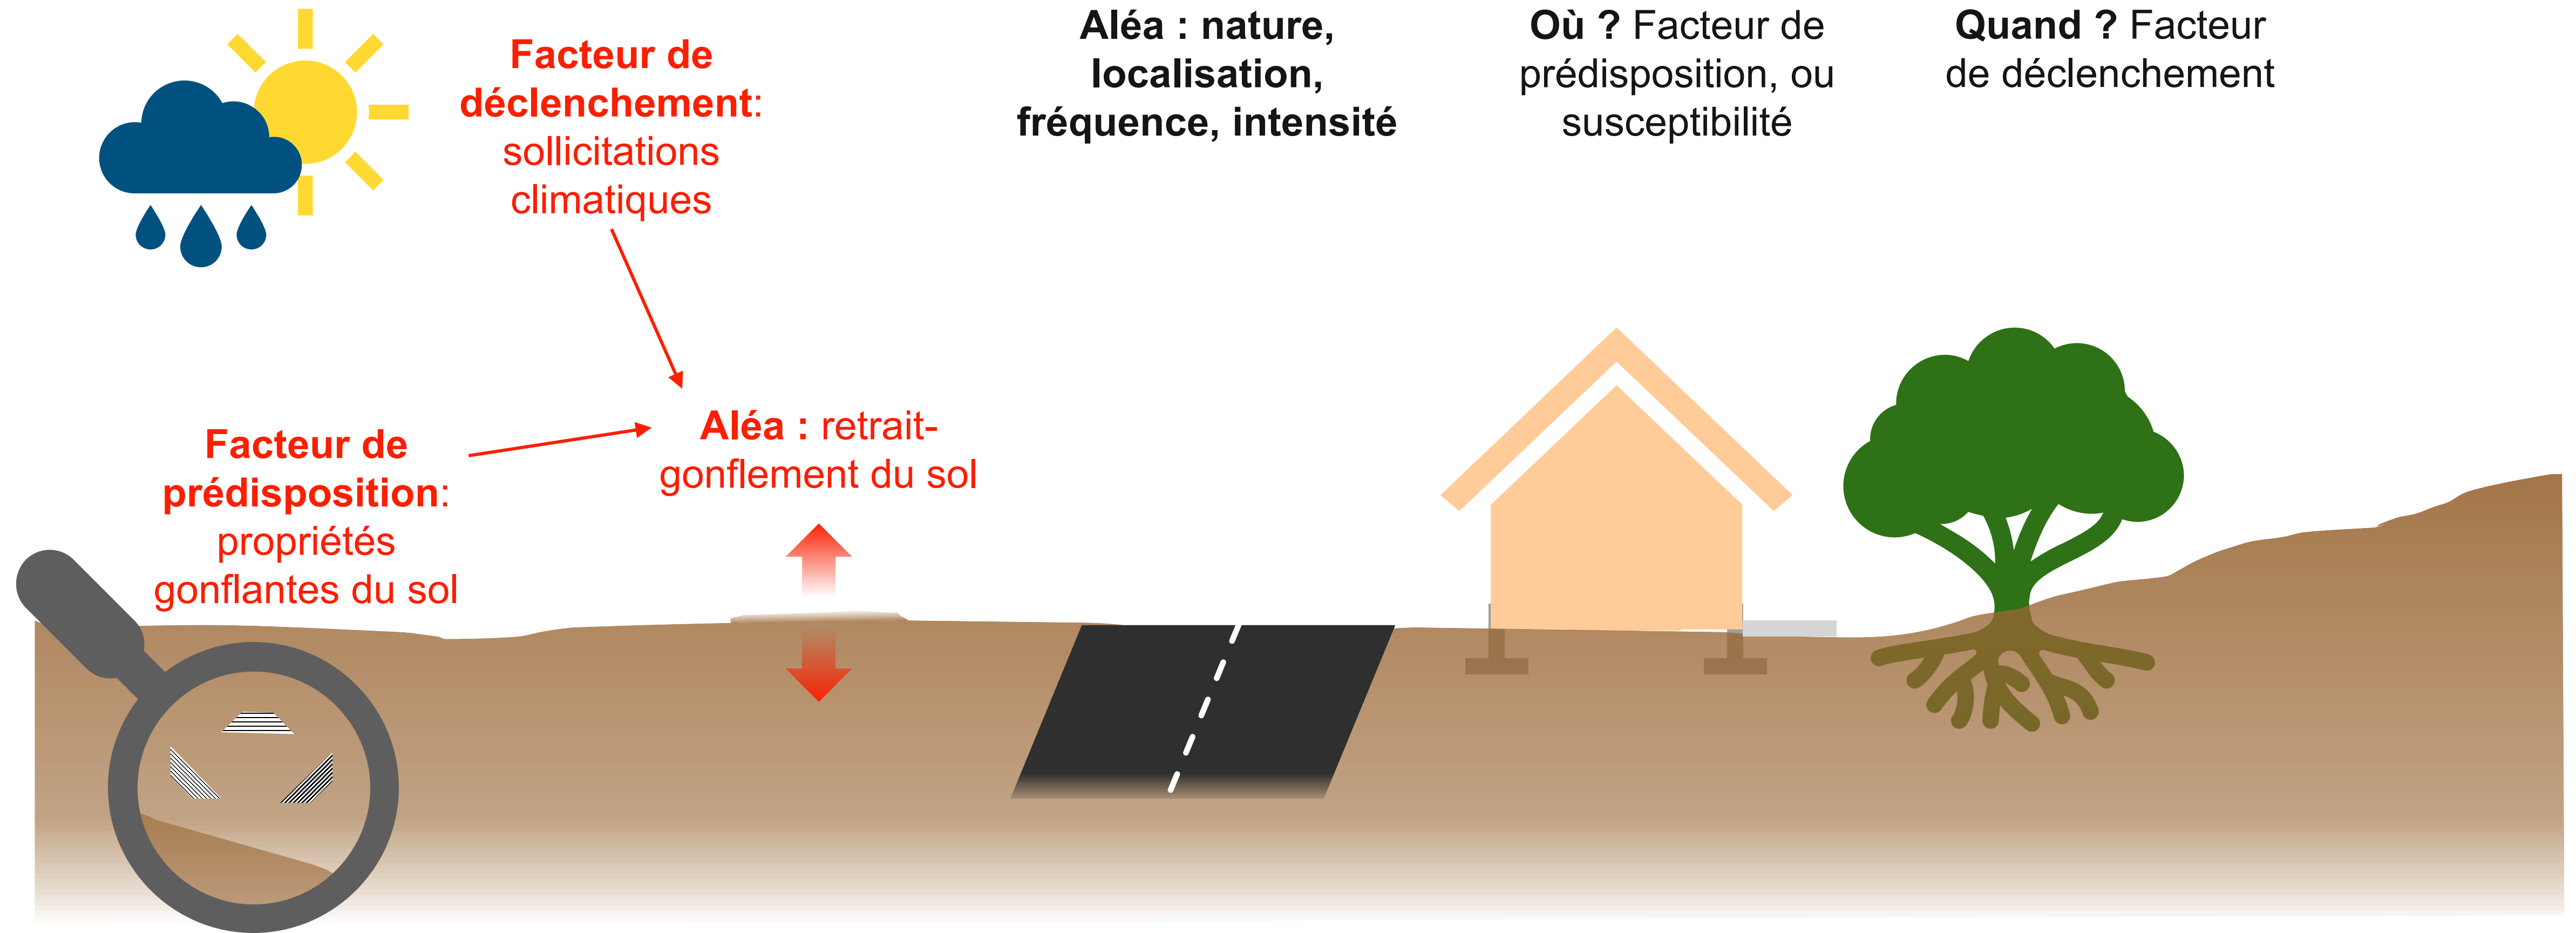 Facteur de
déclenchement:
sollicitations
climatiques
Aléa : nature,
localisation,
fréquence, intensité
Où ? Facteur de
prédisposition, ou
susceptibilité
Quand ? Facteur
de déclenchement
Facteur de
prédisposition:
propriétés
gonflantes du sol
Aléa : retrait-
gonflement du sol